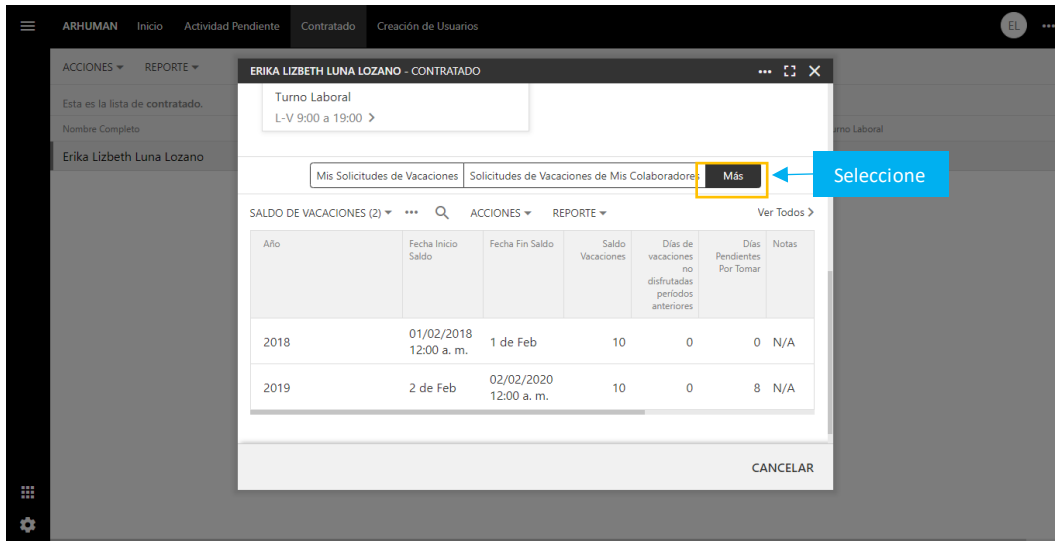 ARHUMAN Inicio Actividad Pendiente Contratado Creación de Usuarios EL
ACCIONES REPORTE
Esta es la lista de contratado.
Nombre Completo
Erika Lizbeth Luna Lozano
Turno Laboral
ERIKA LIZBETH LUNA LOZANO - CONTRATADO
Turno Laboral
L-V 9:00 a 19:00
Mis Solicitudes de Vacaciones Solicitudes de Vacaciones de Mis Colaboradores Más
Seleccione
SALDO DE VACACIONES (2) ACCIONES REPORTE Ver Todos
Año
Fecha Inicio
Saldo
Fecha Fin Saldo
Saldo
Vacaciones
Días de
vacaciones
no
disfrutadas
períodos
anteriores
Días
Pendientes
Por Tomar
Notas
2018 01/02/2018 12:00 a. m. 1 de Feb 10 0 0 N/A
2019 2 de Feb 02/02/2020 12:00 a. m. 10 0 8 N/A
CANCELAR